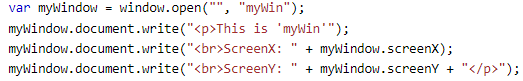 var myWindow = window.open("", "myWin");
myWindow.document.write("<p>This is 'myWin'");
myWindow.document.write("<br>ScreenX: " + myWindow.screenX);
myWindow.document.write("<br>ScreenY: " + myWindow.screenY + "</p>");